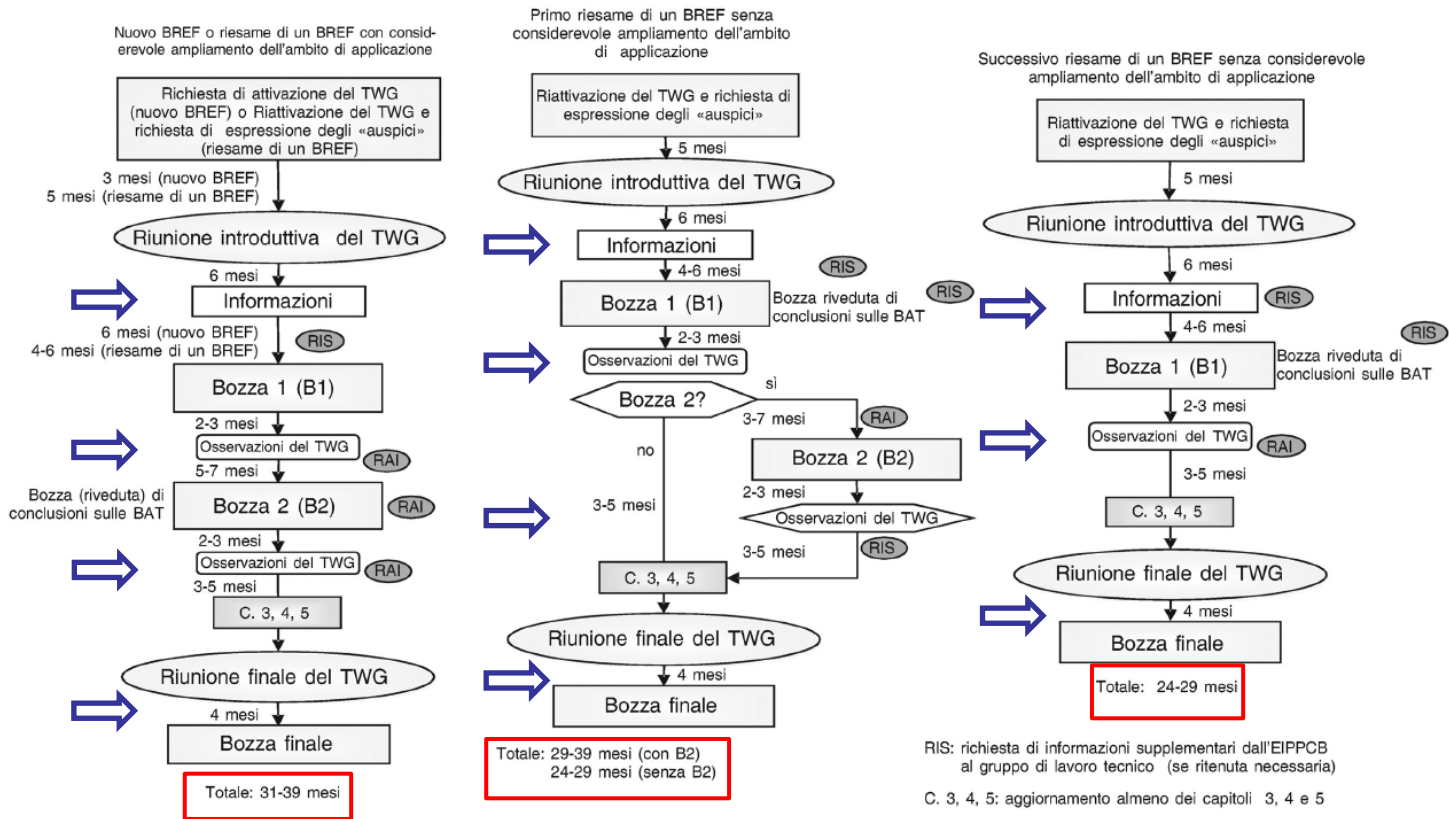 Nuovo BREF o riesame di un BREF con consid-
erevole ampliamento dell'ambito di applicazione
Richiesta di attivazione del TWG
(nuovo BREF) o Riattivazione del TWG e
richiesta di espressione degli «auspici»
(riesame di un BREF)
3 mesi (nuovo BREF)
5 mesi (riesame di un BREF)
Riunione introduttiva del TWG
6 mesi
Informazioni
6 mesi (nuovo BREF)
4-6 mesi (riesame di un BREF)
RIS
Bozza 1 (B1)
2-3 mesi
Osservazioni del TWG
RAI
5-7 mesi
Bozza (riveduta) di
conclusioni sulle BAT
Bozza 2 (B2)
RAI
2-3 mesi
Osservazioni del TWG
RAI
3-5 mesi
C. 3, 4, 5
Riunione finale del TWG
4 mesi
Bozza finale
Totale: 31-39 mesi
Primo riesame di un BREF senza
considerevole ampliamento dell'ambito
di applicazione
Riattivazione del TWG e richiesta di
espressione degli «auspici»
5 mesi
Riunione introduttiva del TWG
6 mesi
Informazioni
4-6 mesi
RIS
Bozza 1 (B1)
Bozza riveduta di
conclusioni sulle BAT
RIS
2-3 mesi
Osservazioni del TWG
Bozza 2?
sì
3-7 mesi
RAI
Bozza 2 (B2)
no
2-3 mesi
3-5 mesi
Osservazioni del TWG
3-5 mesi
RIS
C. 3, 4, 5
Riunione finale del TWG
4 mesi
Bozza finale
Totale: 29-39 mesi (con B2)
24-29 mesi (senza B2)
Successivo riesame di un BREF senza considerevole
ampliamento dell'ambito di applicazione
Riattivazione del TWG e richiesta
di espressione degli «auspici»
5 mesi
Riunione introduttiva del TWG
6 mesi
Informazioni
RIS
4-6 mesi
RIS
Bozza 1 (B1)
Bozza riveduta di
conclusioni sulle BAT
2-3 mesi
Osservazioni del TWG
RAI
3-5 mesi
C. 3, 4, 5
Riunione finale del TWG
4 mesi
Bozza finale
Totale: 24-29 mesi
RIS: richiesta di informazioni supplementari dall'EIPPCB
al gruppo di lavoro tecnico (se ritenuta necessaria)
C. 3, 4, 5: aggiornamento almeno dei capitoli 3, 4 e 5